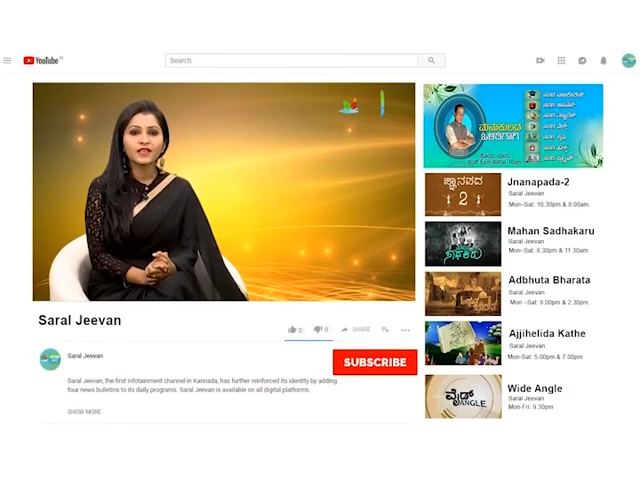 YouTube
Search
Saral Jeevan
0
0
SHARE
Saral Jeevan
SUBSCRIBE
Saral Jeevan, the first infotainment channel in Kannada, has further reinforced its identity by adding
four news bulletins to its daily programs. Saral Jeevan is available on all digital platforms.
SHOW MORE
ಜ್ಞಾನಪದ
2
Jnanapada-2
Saral Jeevan
Mon-Sat: 10.30pm & 8.00am.
Mahan Sadhakaru
Saral Jeevan
Mon-Sat: 8.30pm & 11.30am.
Adbhuta Bharata
Saral Jeevan
Mon –Sat: 9.00pm & 2.30pm.
Ajjihelida Kathe
Saral Jeevan
Mon-Sat: 5.00pm & 7.00pm
ವೈಡ್
ANGLE
Wide Angle
Saral Jeevan
Mon-Fri: 9.30pm